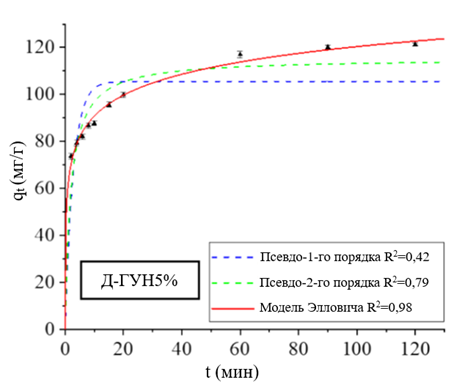 120
100
80
60
40
20
0
qt (мг/г)
Д-ГУН5%
Псевдо-1-го порядка R²=0,42
Псевдо-2-го порядка R²=0,79
Модель Элловича R²=0,98
0 20 40 60 80 100 120
t (мин)